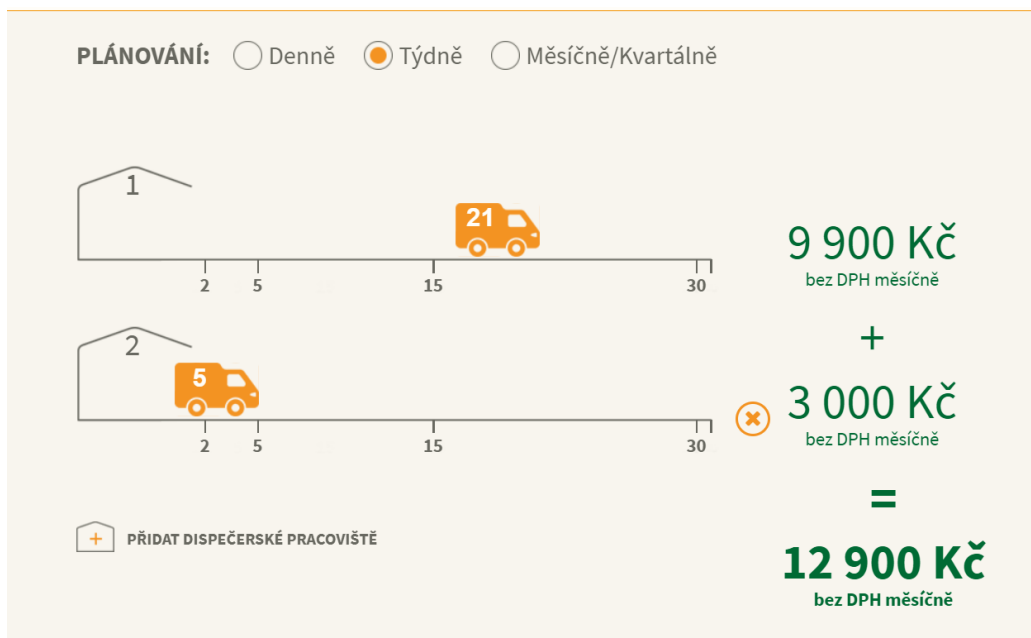 PLÁNOVÁNÍ: Denně Týdně Měsíčně/Kvartálně
1
21
9 900 Kč
bez DPH měsíčně
2 5 15 30
+
2
5
3 000 Kč
bez DPH měsíčně
2 5 15 30
=
+ PŘIDAT DISPEČERSKÉ PRACOVIŠTĚ
12 900 Kč
bez DPH měsíčně